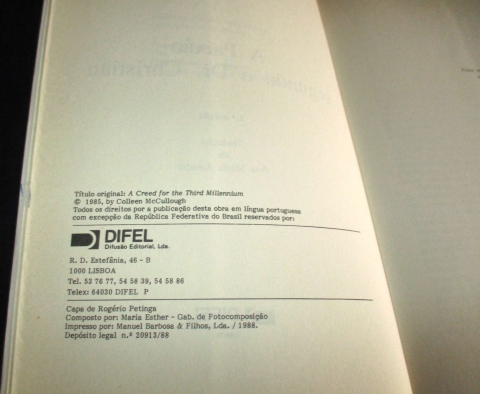 Título original: A Creed for the Third Millennium
© 1985, by Colleen McCullough
Todos os direitos por a publicação desta obra em língua portuguesa
com excepção da República Federativa do Brasil reservados por:
DIFEL
Difusão Editorial, Lda.
R. D. Estefânia, 46 - B
1000 LISBOA
Tel. 53 76 77, 54 58 39, 54 58 86
Telex: 64030 DIFEL P
Capa de Rogério Petinga
Composto por: Maria Esther - Gab. de Fotocomposição
Impresso por: Manuel Barbosa & Filhos, Lda. / 1988.
Depósito legal n.º 20913/88